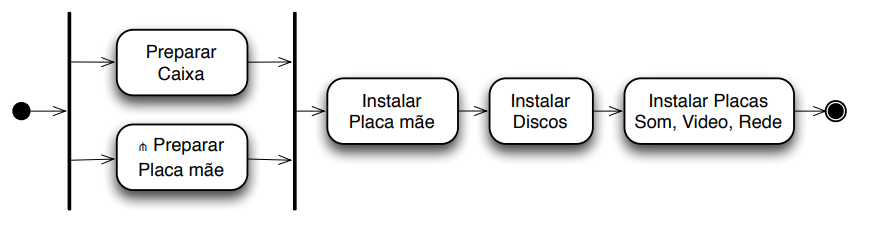 Preparar
Caixa
⋔ Preparar
Placa mãe
Instalar
Placa mãe
Instalar
Discos
Instalar Placas
Som, Video, Rede